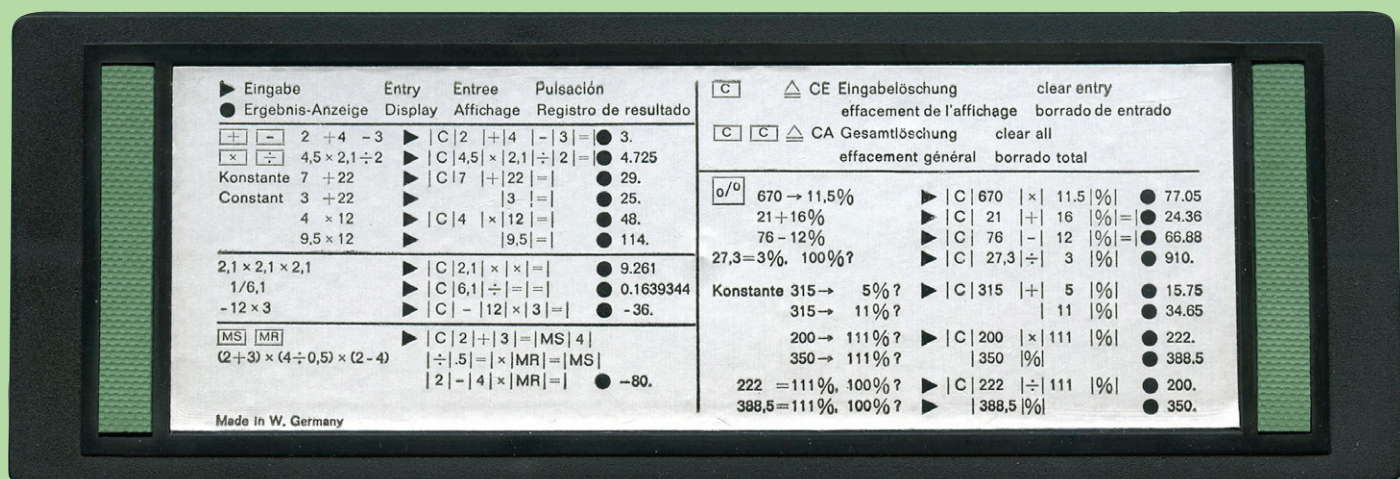 ▶ Eingabe Entry Entree Pulsación
● Ergebnis-Anzeige Display Affichage Registro de resultado
+ - 2 +4 -3 ▶ |C|2 |+|4 |-|3|=|● 3.
× ÷ 4,5 × 2,1÷2 ▶ |C|4,5|×|2,1|÷|2|=|● 4.725
Konstante 7 +22 ▶ |C|7 |+|22 |=| ● 29.
Constant 3 +22 ▶ |3 |=| ● 25.
4 × 12 ▶ |C|4 |×|12 |=| ● 48.
9,5 × 12 ▶ |9,5|=| ● 114.
2,1 × 2,1 × 2,1 ▶ |C|2,1|×|×|=| ● 9.261
1/6,1 ▶ |C|6,1|÷|=|=| ● 0.1639344
-12 × 3 ▶ |C|-|12|×|3|=| ● -36.
MS MR ▶ |C|2|+|3|=|MS|4|
(2+3) × (4÷0,5) × (2-4) |÷|.5|=|×|MR|=|MS|
|2|-|4|×|MR|=| ● -80.
Made in W. Germany
C △ CE Eingabelöschung clear entry
effacement de l'affichage borrado de entrado
C C △ CA Gesamtlöschung clear all
effacement général borrado total
o/o 670 → 11,5% ▶ |C|670 |×| 11.5 |%| ● 77.05
21+16% ▶ |C| 21 |+| 16 |%|=|● 24.36
76-12% ▶ |C| 76 |-| 12 |%|=|● 66.88
27,3=3%. 100%? ▶ |C| 27,3|÷| 3 |%| ● 910.
Konstante 315→ 5%? ▶ |C|315 |+| 5 |%| ● 15.75
315→ 11%? | 11 |%| ● 34.65
200→ 111%? ▶ |C|200 |×|111 |%| ● 222.
350→ 111%? |350 |%| ● 388.5
222 =111%. 100%? ▶ |C|222 |÷|111 |%| ● 200.
388,5=111%. 100%? ▶ |388,5|%| ● 350.